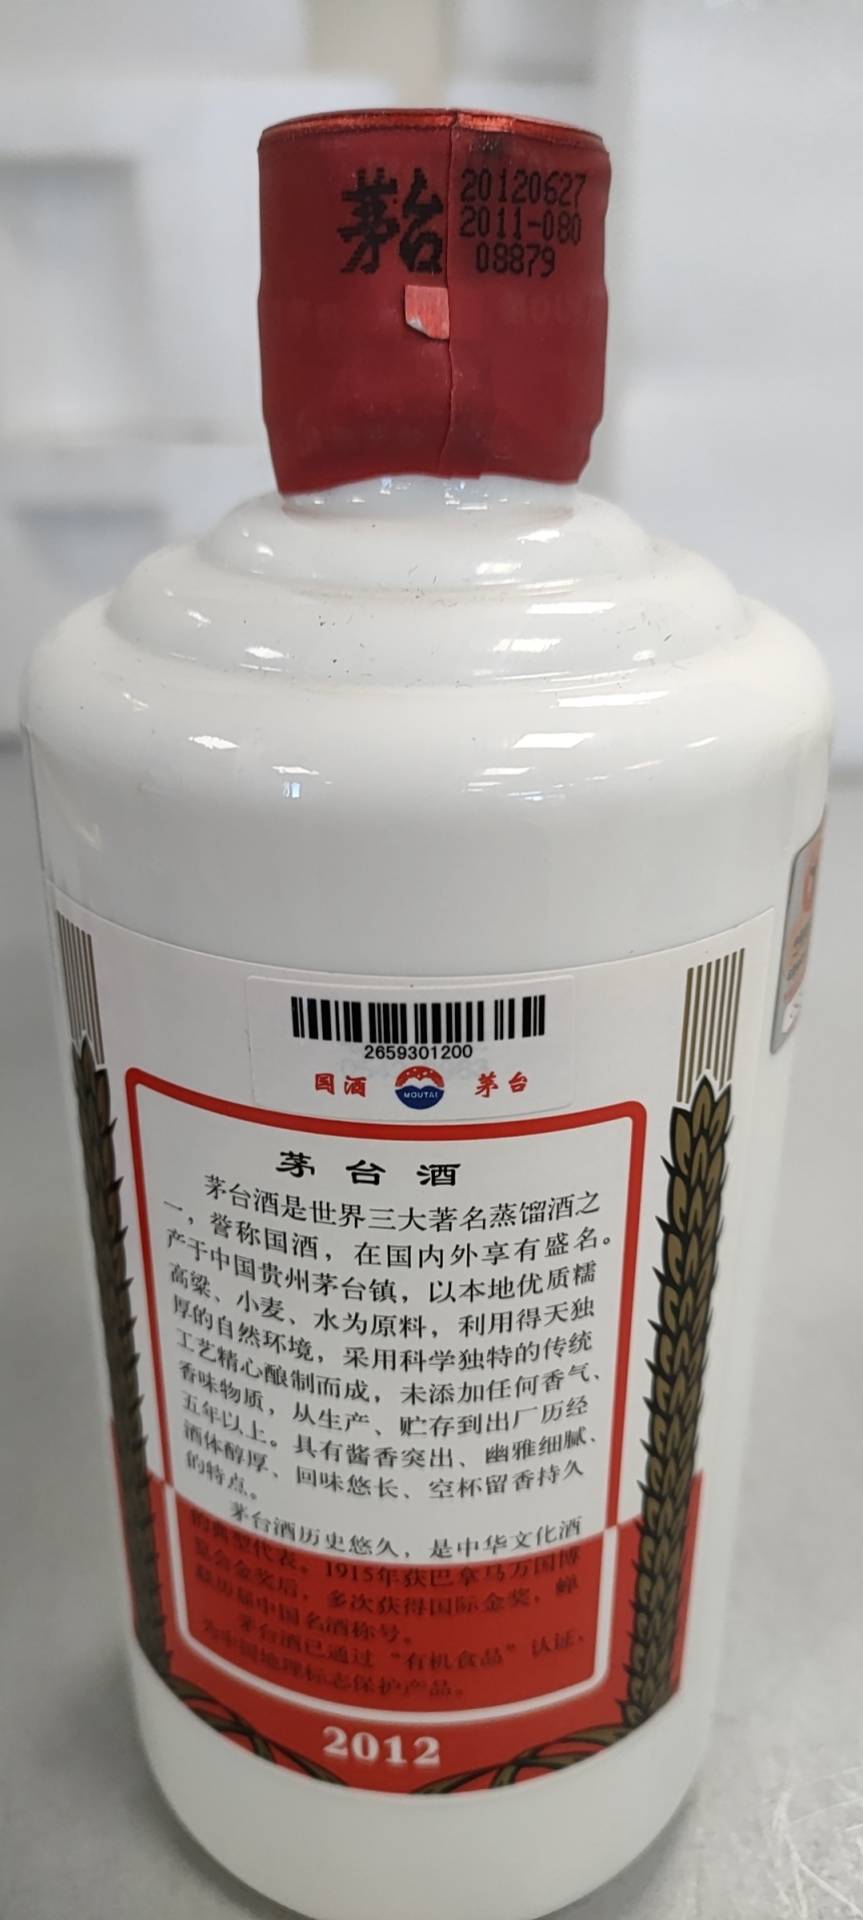 茅台
20120627
2011-080
08879
2659301200
国酒 MOUTAI 茅台
茅台酒
茅台酒是世界三大著名蒸馏酒之
一，誉称国酒，在国内外享有盛名。
产于中国贵州茅台镇，以本地优质糯
高粱、小麦、水为原料，利用得天独
厚的自然环境，采用科学独特的传统
工艺精心酿制而成，未添加任何香气、
香味物质，从生产、贮存到出厂历经
五年以上。具有酱香突出、幽雅细腻、
酒体醇厚、回味悠长、空杯留香持久
的特点。
茅台酒历史悠久，是中华文化酒
的典型代表。1915年获巴拿马万国博
览会金奖后，多次获得国际金奖，蝉
联历届中国名酒称号。
茅台酒已通过“有机食品”认证，
为中国地理标志保护产品。
2012